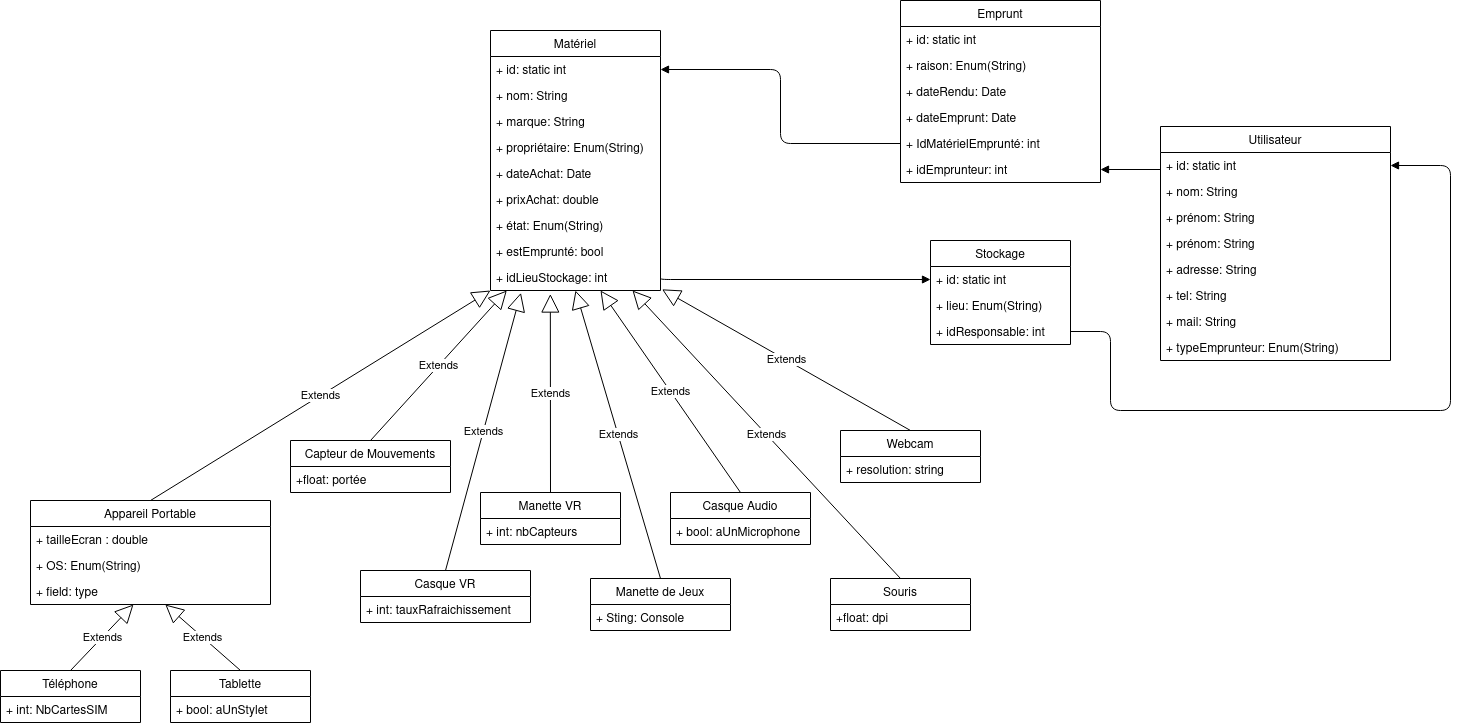 Emprunt
+ id: static int
+ raison: Enum(String)
+ dateRendu: Date
+ dateEmprunt: Date
+ IdMatérielEmprunté: int
+ idEmprunteur: int
Matériel
+ id: static int
+ nom: String
+ marque: String
+ propriétaire: Enum(String)
+ dateAchat: Date
+ prixAchat: double
+ état: Enum(String)
+ estEmprunté: bool
+ idLieuStockage: int
Utilisateur
+ id: static int
+ nom: String
+ prénom: String
+ prénom: String
+ adresse: String
+ tel: String
+ mail: String
+ typeEmprunteur: Enum(String)
Stockage
+ id: static int
+ lieu: Enum(String)
+ idResponsable: int
Extends
Extends
Extends
Extends
Extends
Extends
Extends
Extends
Webcam
+ resolution: string
Capteur de Mouvements
+float: portée
Manette VR
+ int: nbCapteurs
Casque Audio
+ bool: aUnMicrophone
Appareil Portable
+ tailleEcran : double
+ OS: Enum(String)
+ field: type
Casque VR
+ int: tauxRafraichissement
Manette de Jeux
+ Sting: Console
Souris
+float: dpi
Extends
Extends
Téléphone
+ int: NbCartesSIM
Tablette
+ bool: aUnStylet